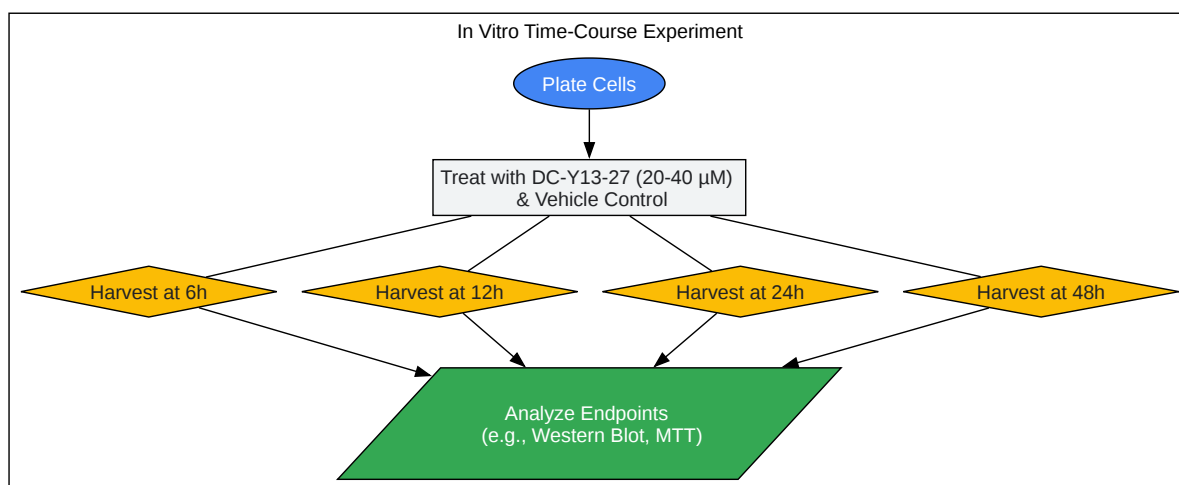 In Vitro Time-Course Experiment
Plate Cells
Treat with DC-Y13-27 (20-40 µM)
& Vehicle Control
Harvest at 6h
Harvest at 12h
Harvest at 24h
Harvest at 48h
Analyze Endpoints
(e.g., Western Blot, MTT)